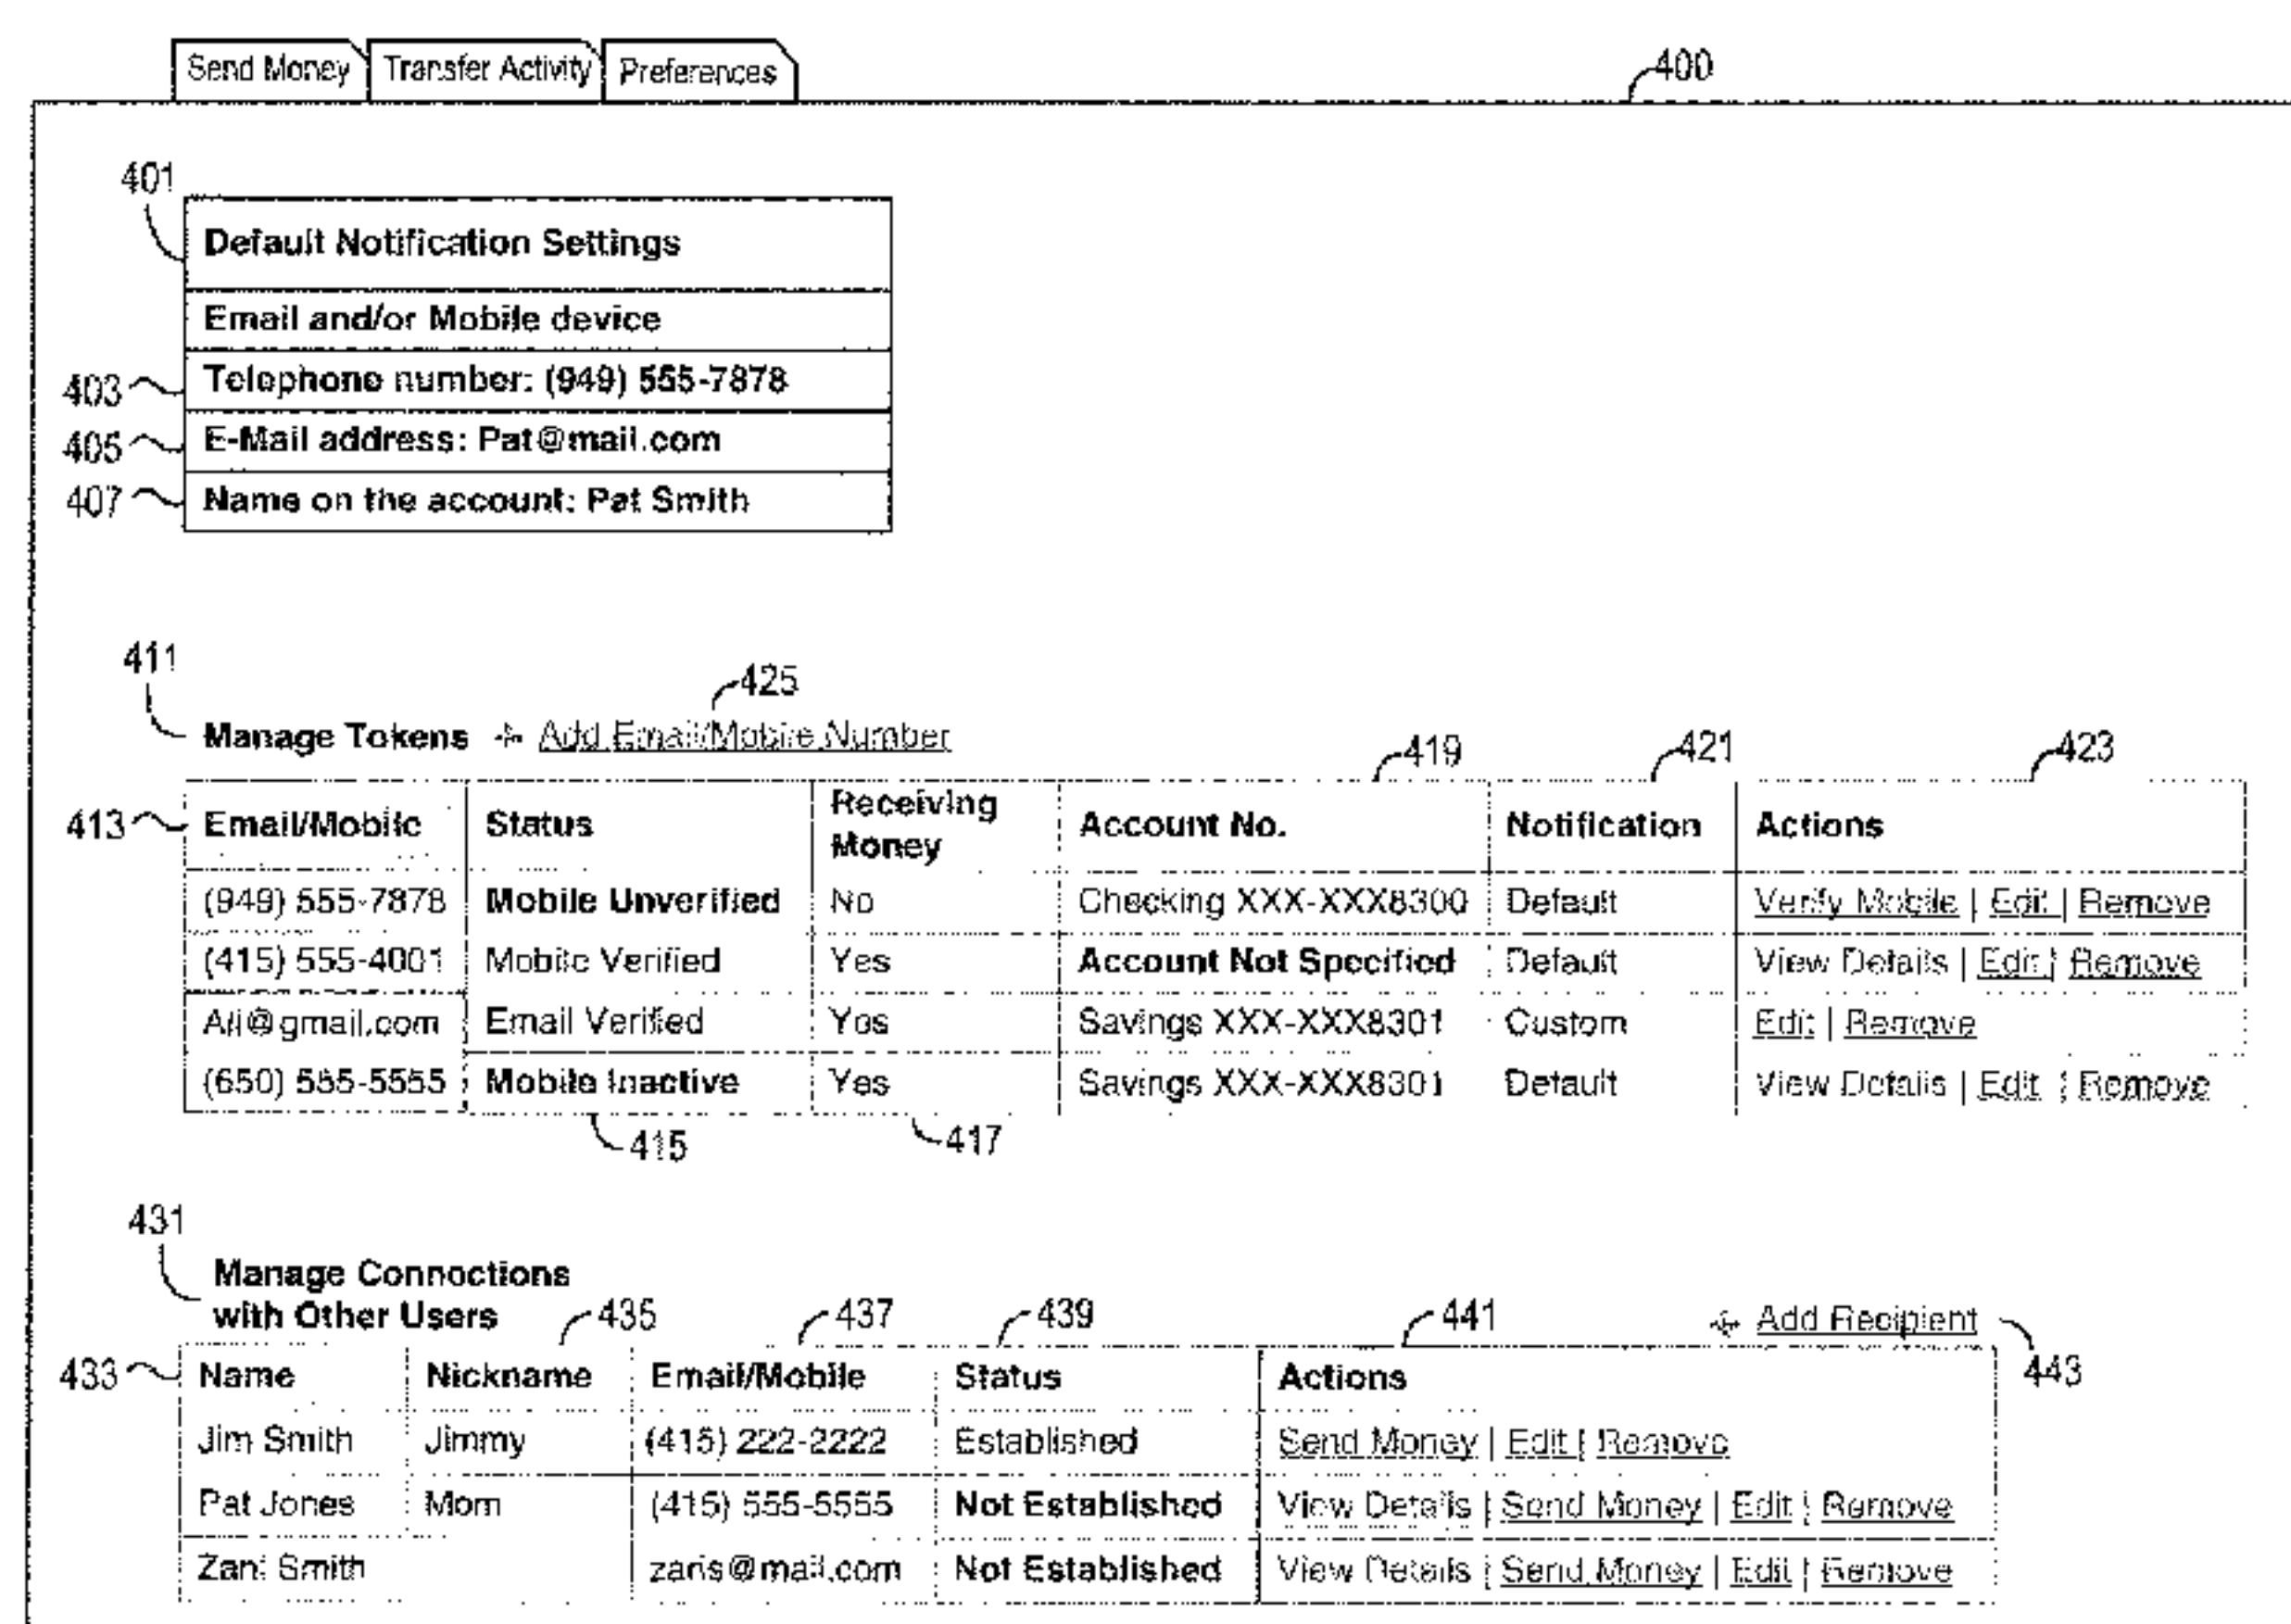 Send Money Transfer Activity Preferences
400
401
Default Notification Settings
Email and/or Mobile device
403 Telephone number: (949) 555-7878
405 E-Mail address: Pat@mail.com
407 Name on the account: Pat Smith
411
425
Manage Tokens + Add Email/Mobile Number
419 421 423
413 Email/Mobile Status Receiving Money Account No. Notification Actions
(949) 555-7878 Mobile Unverified No Checking XXX-XXX8300 Default Verify Mobile | Edit | Remove
(415) 555-4001 Mobile Verified Yes Account Not Specified Default View Details | Edit | Remove
Ali@gmail.com Email Verified Yes Savings XXX-XXX8301 Custom Edit | Remove
(650) 555-5555 Mobile Inactive Yes Savings XXX-XXX8301 Default View Details | Edit | Remove
415 417
431
Manage Connections
with Other Users 435 437 439 441 + Add Recipient
433 Name Nickname Email/Mobile Status Actions 443
Jim Smith Jimmy (415) 222-2222 Established Send Money | Edit | Remove
Pat Jones Mom (415) 555-5555 Not Established View Details | Send Money | Edit | Remove
Zani Smith zanis@mail.com Not Established View Details | Send Money | Edit | Remove